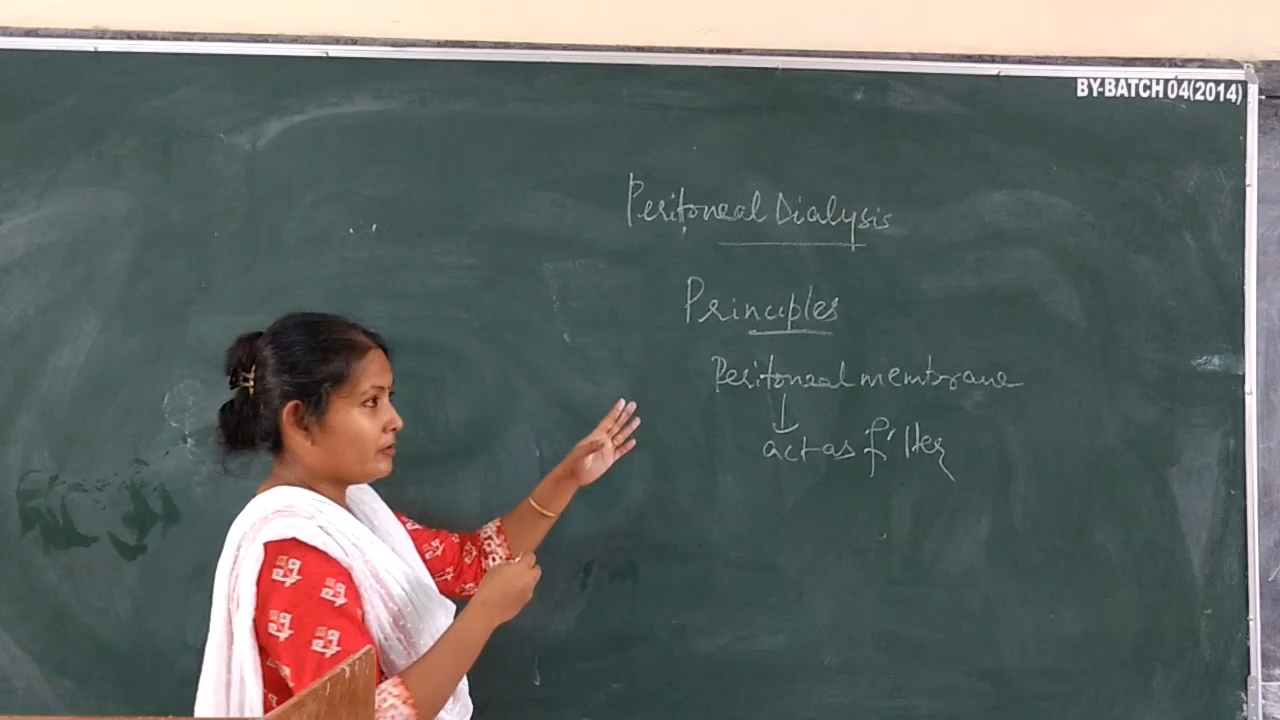 BY-BATCH 04(2014)
Peritoneal Dialysis
Principles
Peritoneal membrane
↓
act as filter